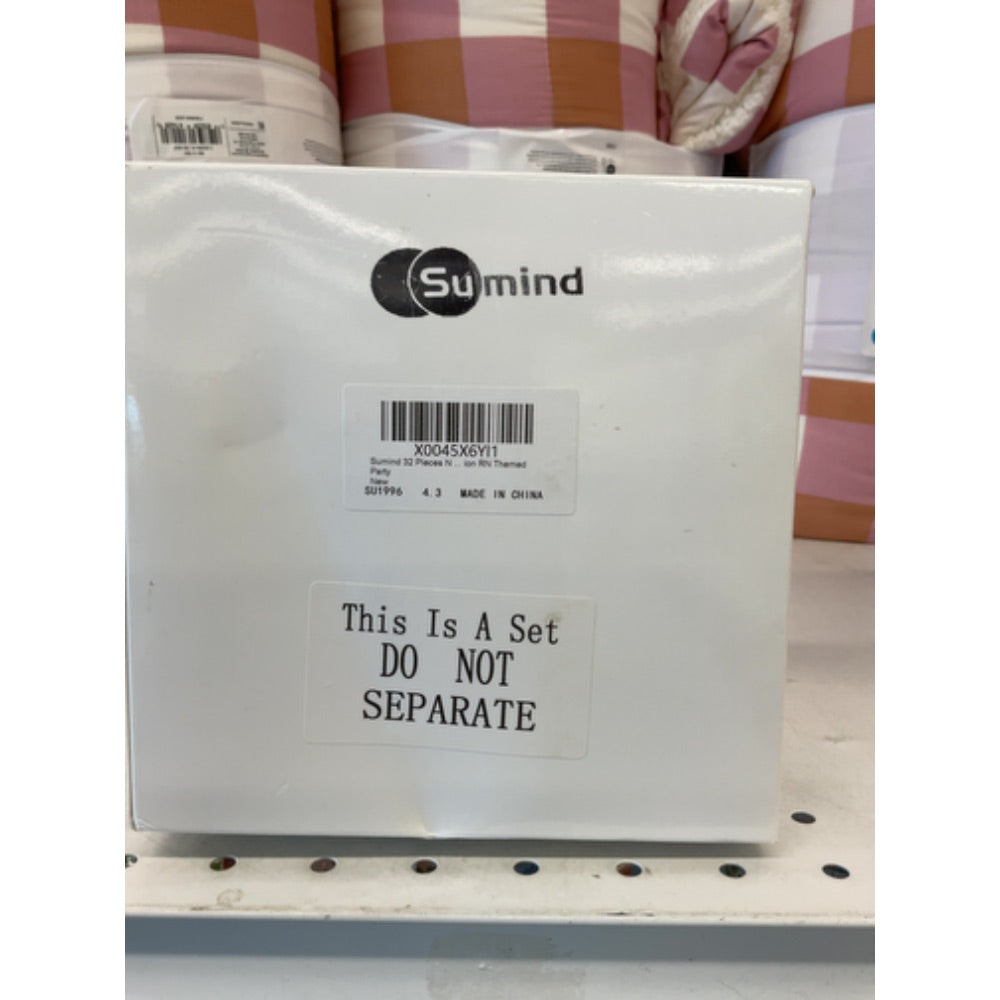 Sumind
X0045X6YI1
Sumind 32 Pieces N ... ion RN Themed
Party
New
SU1996 4.3 MADE IN CHINA
This Is A Set
DO NOT
SEPARATE